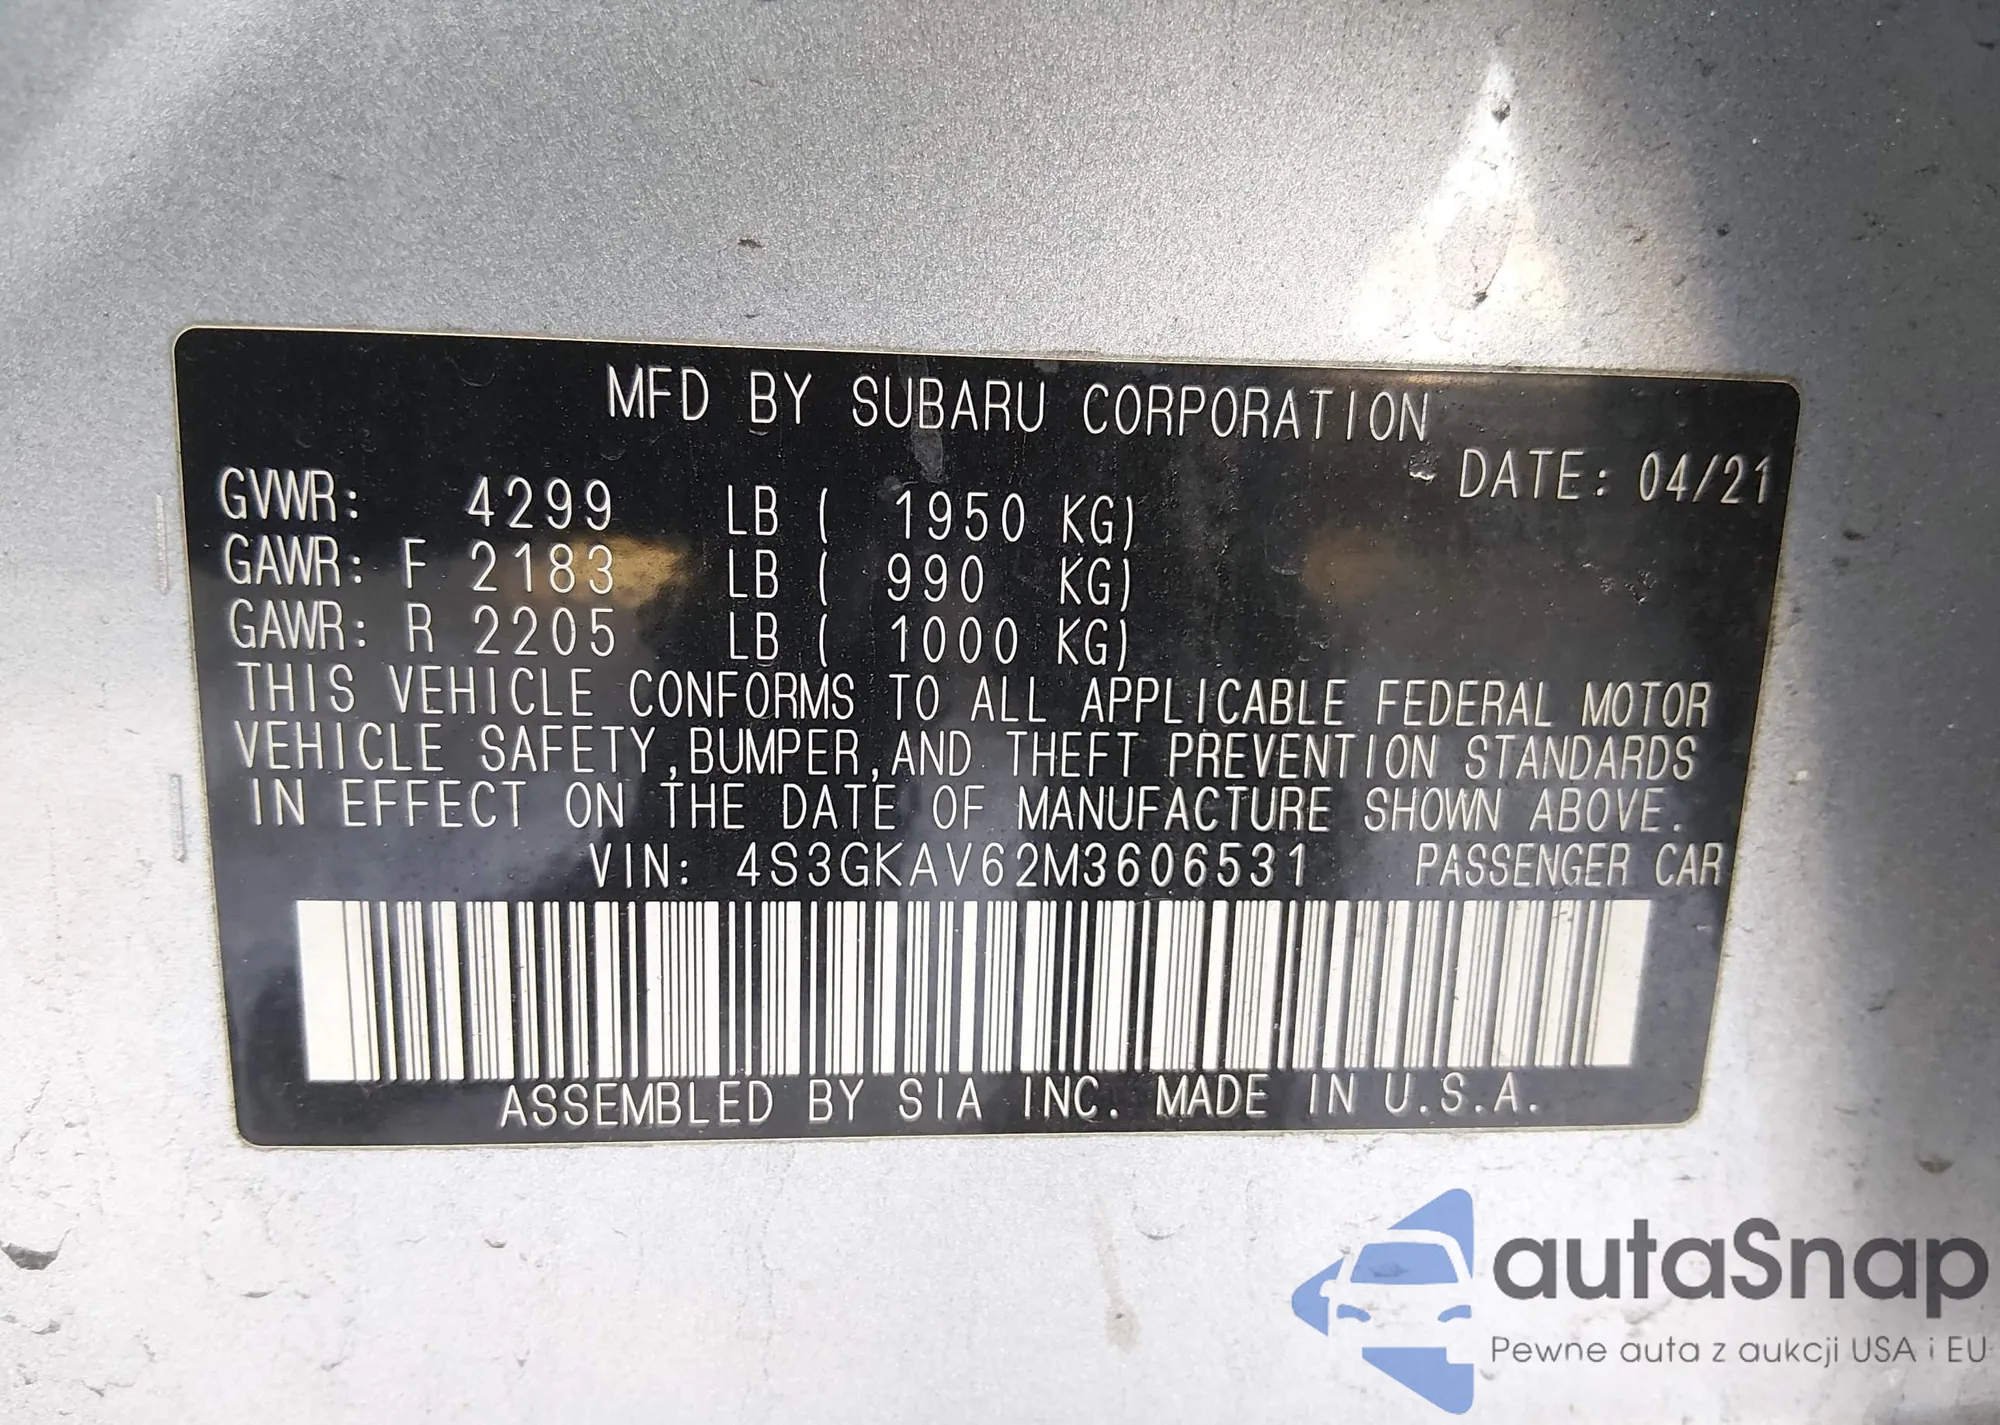 MFD BY SUBARU CORPORATION
DATE: 04/21
GVWR: 4299 LB ( 1950 KG)
GAWR: F 2183 LB ( 990 KG)
GAWR: R 2205 LB ( 1000 KG)
THIS VEHICLE CONFORMS TO ALL APPLICABLE FEDERAL MOTOR
VEHICLE SAFETY,BUMPER,AND THEFT PREVENTION STANDARDS
IN EFFECT ON THE DATE OF MANUFACTURE SHOWN ABOVE.
VIN: 4S3GKAV62M3606531 PASSENGER CAR
ASSEMBLED BY SIA INC. MADE IN U.S.A.
autaSnap
Pewne auta z aukcji USA i EU